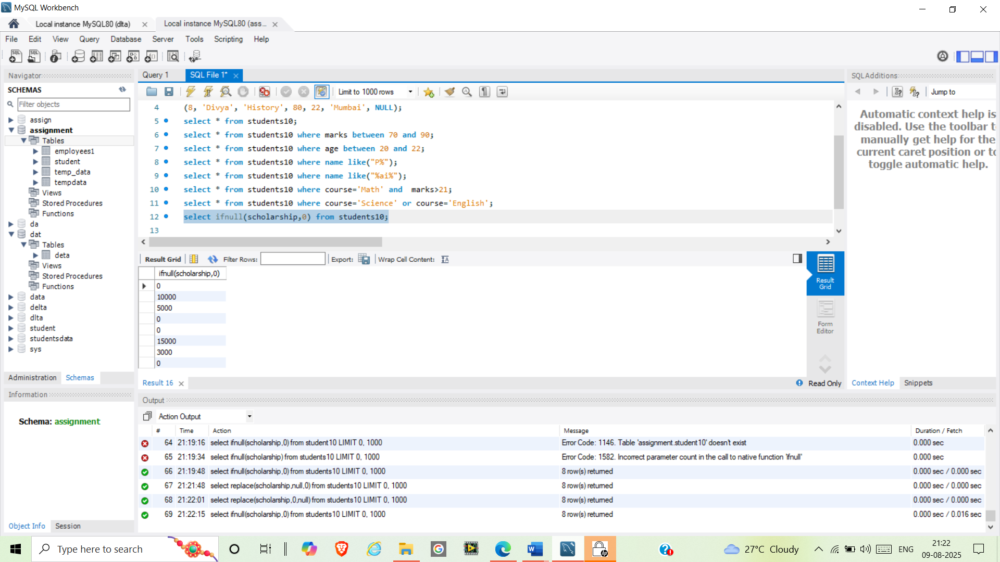 MySQL Workbench
Local instance MySQL80 (dlta)
Local instance MySQL80 (ass...
File Edit View Query Database Server Tools Scripting Help
Navigator
SCHEMAS
Filter objects
assign
assignment
Tables
employees1
student
temp_data
tempdata
Views
Stored Procedures
Functions
da
dat
Tables
deta
Views
Stored Procedures
Functions
data
delta
dlta
student
studentsdata
sys
Administration Schemas
Information
Schema: assignment
Object Info Session
Query 1 SQL File 1*
Limit to 1000 rows
4 (8, 'Divya', 'History', 80, 22, 'Mumbai', NULL);
5 select * from students10;
6 select * from students10 where marks between 70 and 90;
7 select * from students10 where age between 20 and 22;
8 select * from students10 where name like("P%");
9 select * from students10 where name like("%ai%");
10 select * from students10 where course='Math' and  marks>21;
11 select * from students10 where course='Science' or course='English';
12 select ifnull(scholarship,0) from students10;
13
Result Grid Filter Rows: Export: Wrap Cell Content:
ifnull(scholarship,0)
0
10000
5000
0
0
15000
3000
0
Result Grid
Form Editor
Result 16
Read Only
SQLAdditions
Jump to
Automatic context help is
disabled. Use the toolbar t
manually get help for the
current caret position or to
toggle automatic help.
Context Help Snippets
Output
Action Output
# Time Action Message Duration / Fetch
64 21:19:16 select ifnull(scholarship,0) from student10 LIMIT 0, 1000 Error Code: 1146. Table 'assignment.student10' doesn't exist 0.000 sec
65 21:19:34 select ifnull(scholarship) from students10 LIMIT 0, 1000 Error Code: 1582. Incorrect parameter count in the call to native function 'ifnull' 0.000 sec
66 21:19:48 select ifnull(scholarship,0) from students10 LIMIT 0, 1000 8 row(s) returned 0.000 sec / 0.000 sec
67 21:21:48 select replace(scholarship,null,0) from students10 LIMIT 0, 1000 8 row(s) returned 0.000 sec / 0.000 sec
68 21:22:01 select replace(scholarship,0,null) from students10 LIMIT 0, 1000 8 row(s) returned 0.000 sec / 0.000 sec
69 21:22:15 select ifnull(scholarship,0) from students10 LIMIT 0, 1000 8 row(s) returned 0.000 sec / 0.016 sec
Type here to search
27°C Cloudy
ENG
21:22
09-08-2025